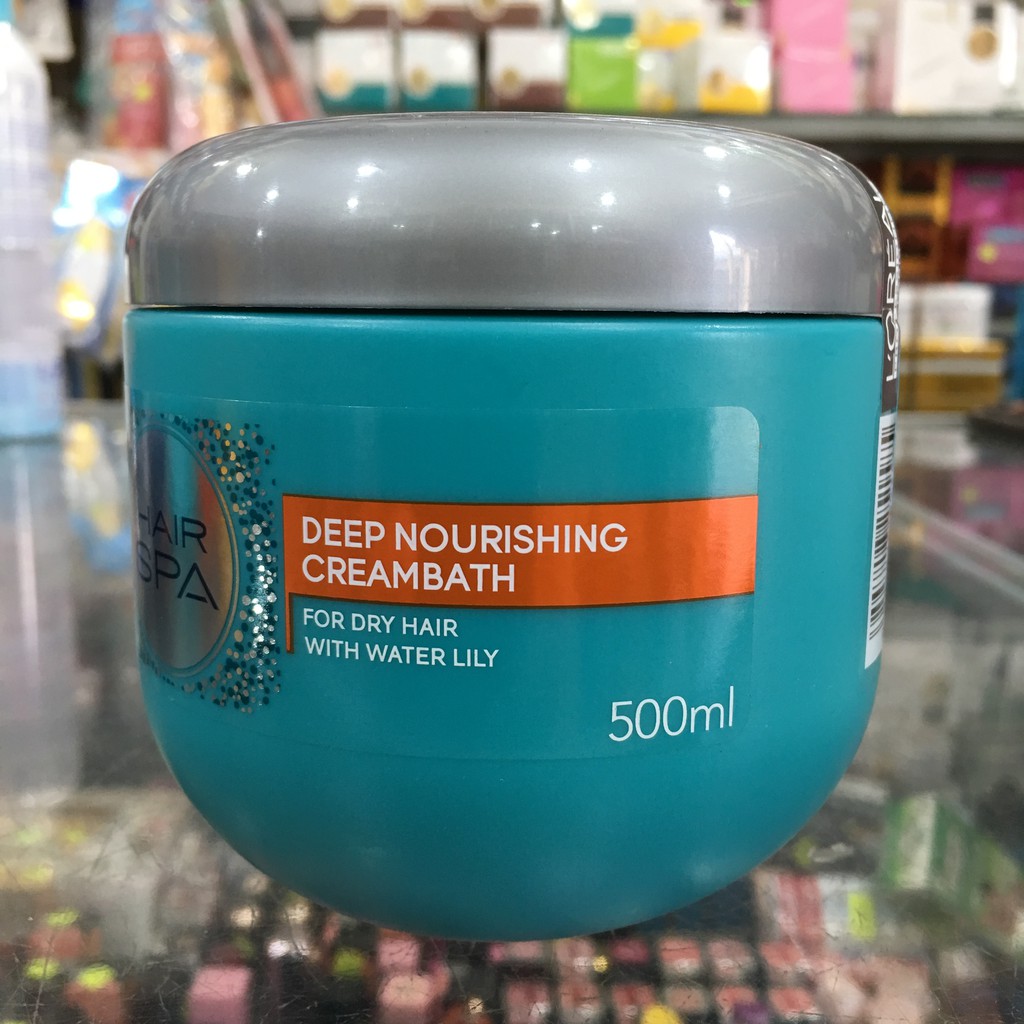 HAIR
SPA
DEEP NOURISHING
CREAMBATH
FOR DRY HAIR
WITH WATER LILY
500ml
L'ORÉAL